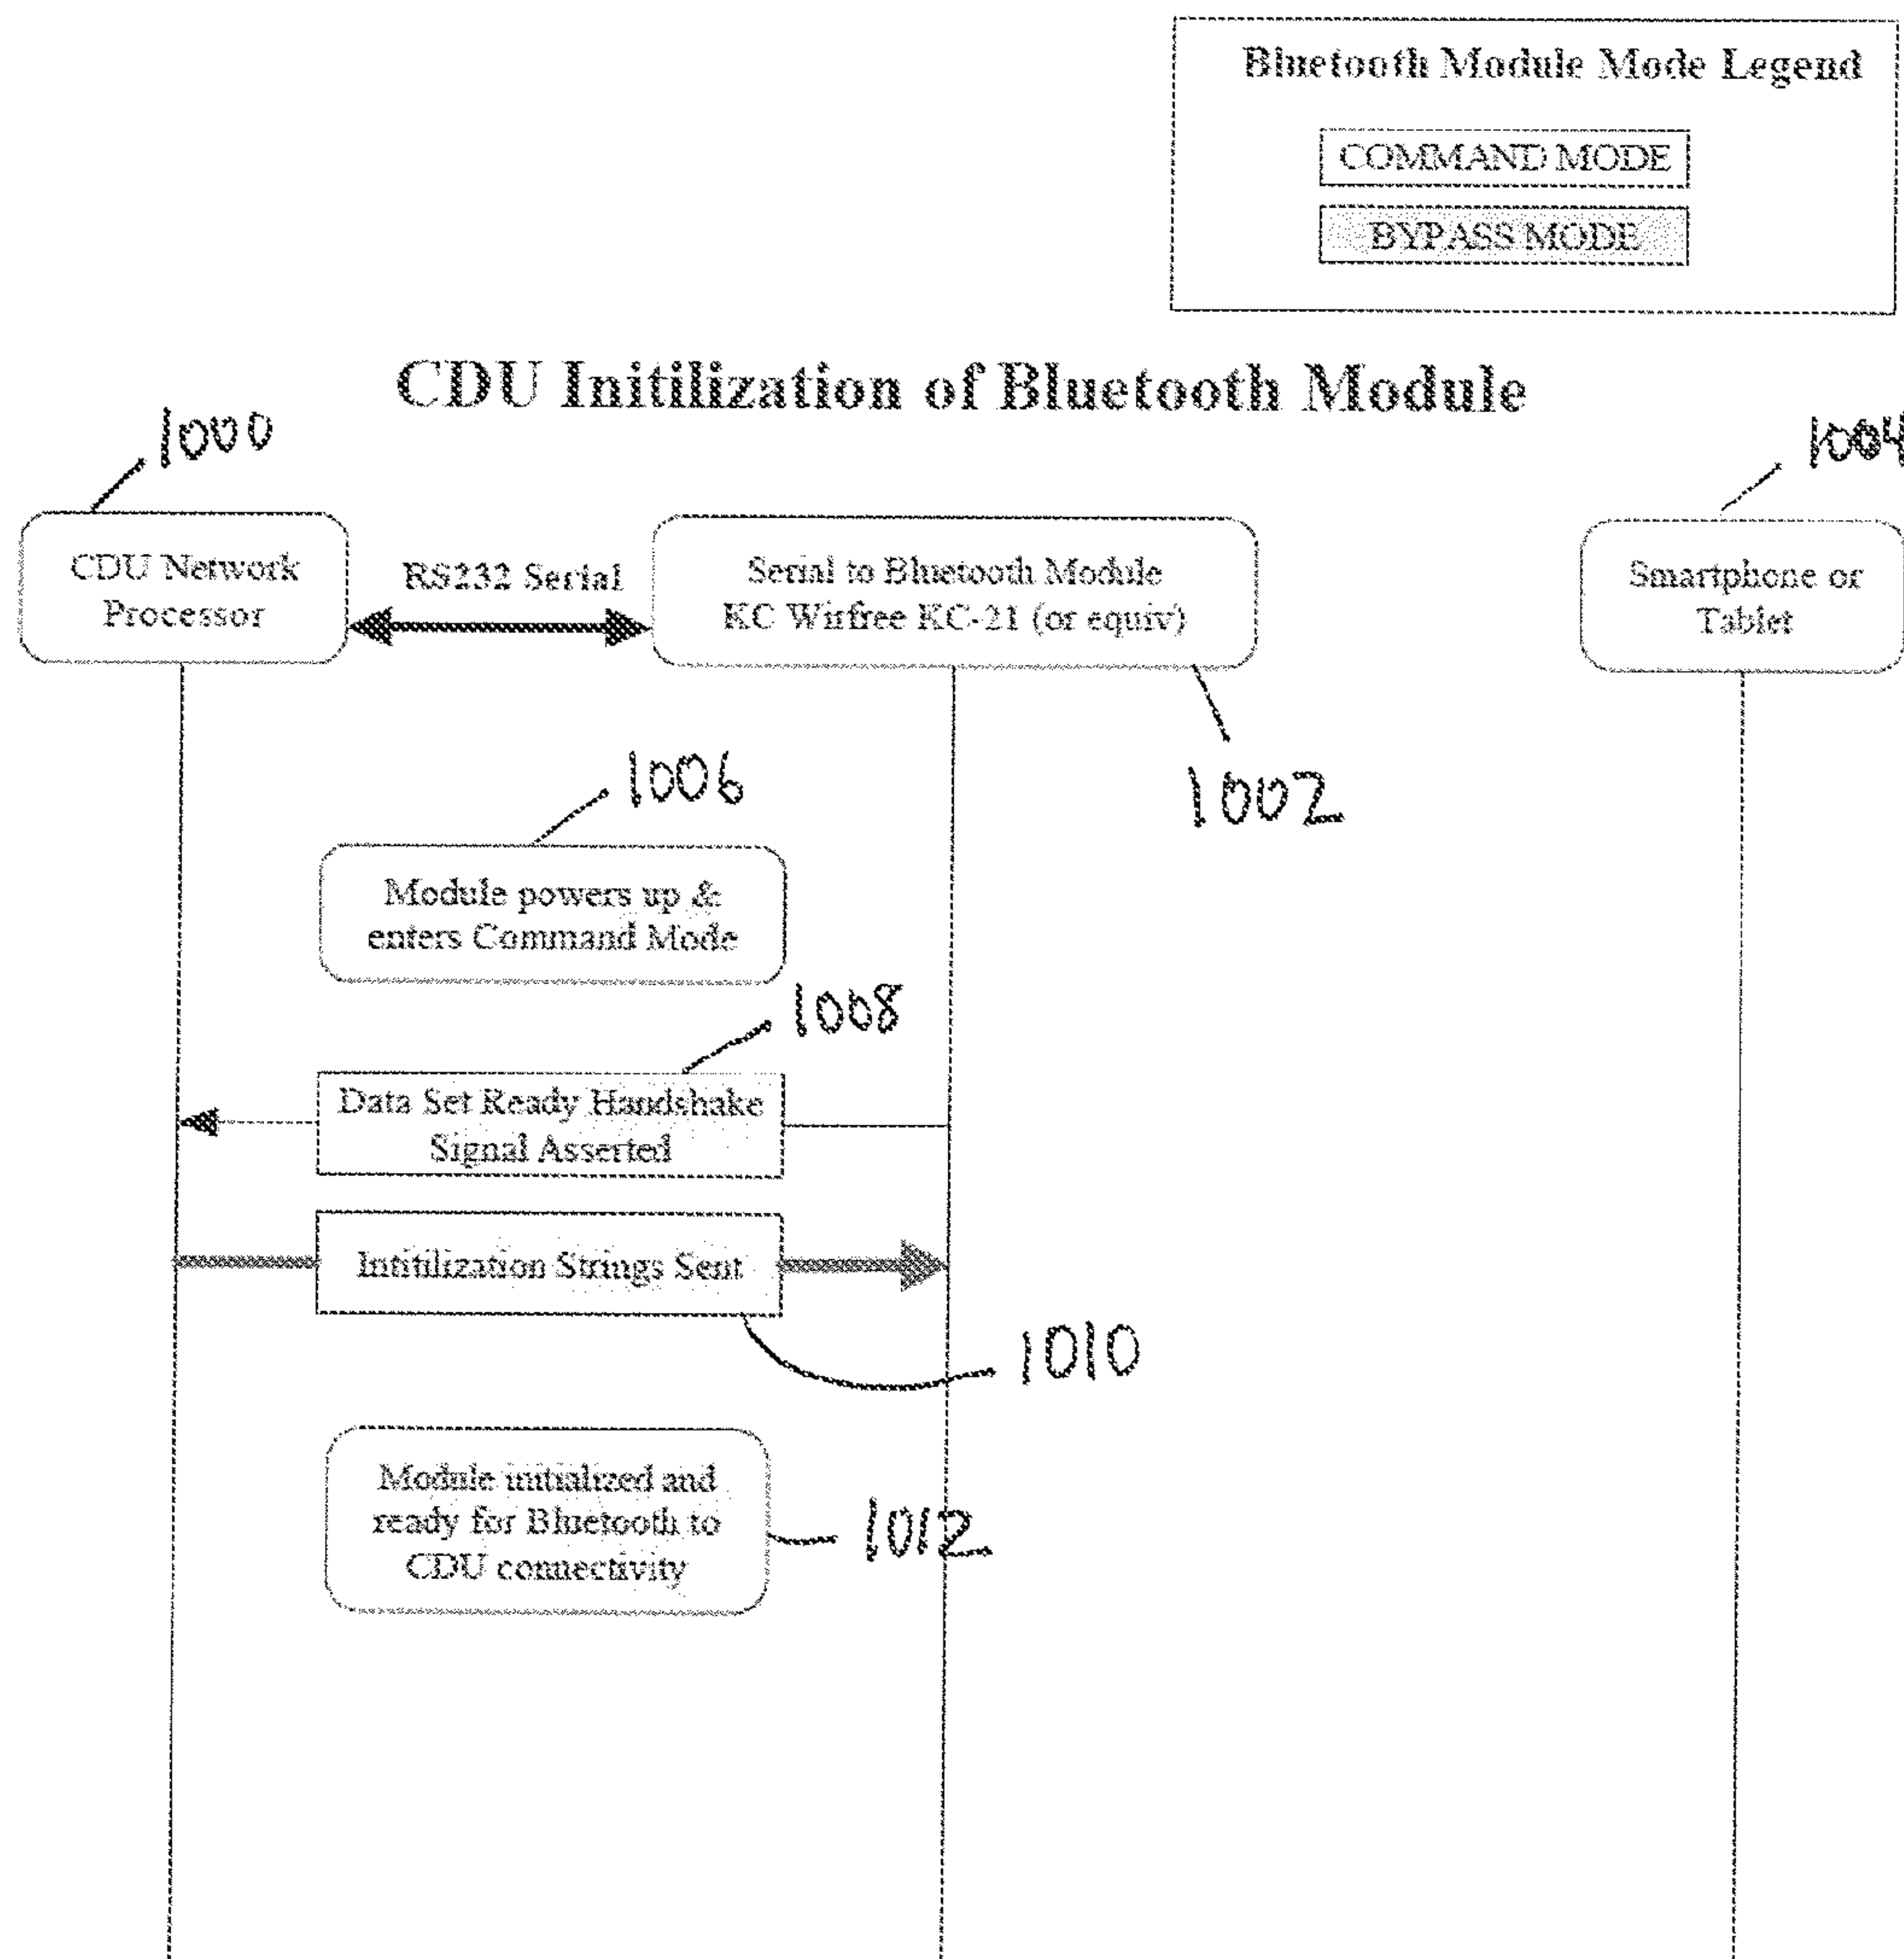 Bluetooth Module Mode Legend
COMMAND MODE
BYPASS MODE
CDU Initilization of Bluetooth Module
1000
1004
CDU Network
Processor
RS232 Serial
Serial to Bluetooth Module
KC Wirfree KC-21 (or equiv)
Smartphone or
Tablet
1002
1006
Module powers up &
enters Command Mode
1008
Data Set Ready Handshake
Signal Asserted
Intitilization Strings Sent
1010
Module initialized and
ready for Bluetooth to
CDU connectivity
1012